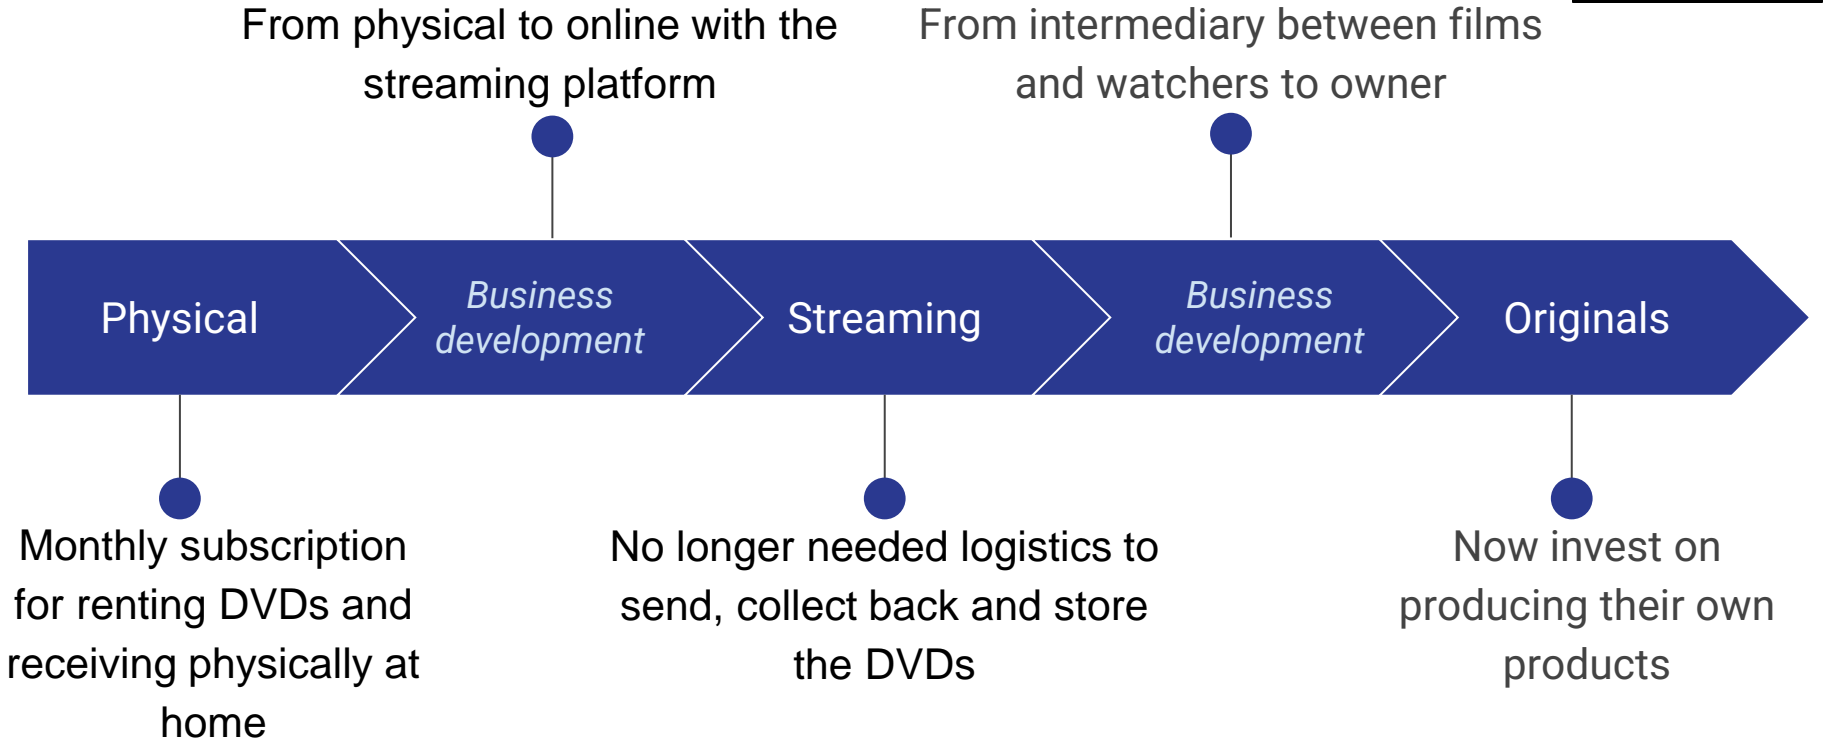 From physical to online with the
streaming platform
From intermediary between films
and watchers to owner
Physical
Business
development
Streaming
Business
development
Originals
Monthly subscription
for renting DVDs and
receiving physically at
home
No longer needed logistics to
send, collect back and store
the DVDs
Now invest on
producing their own
products